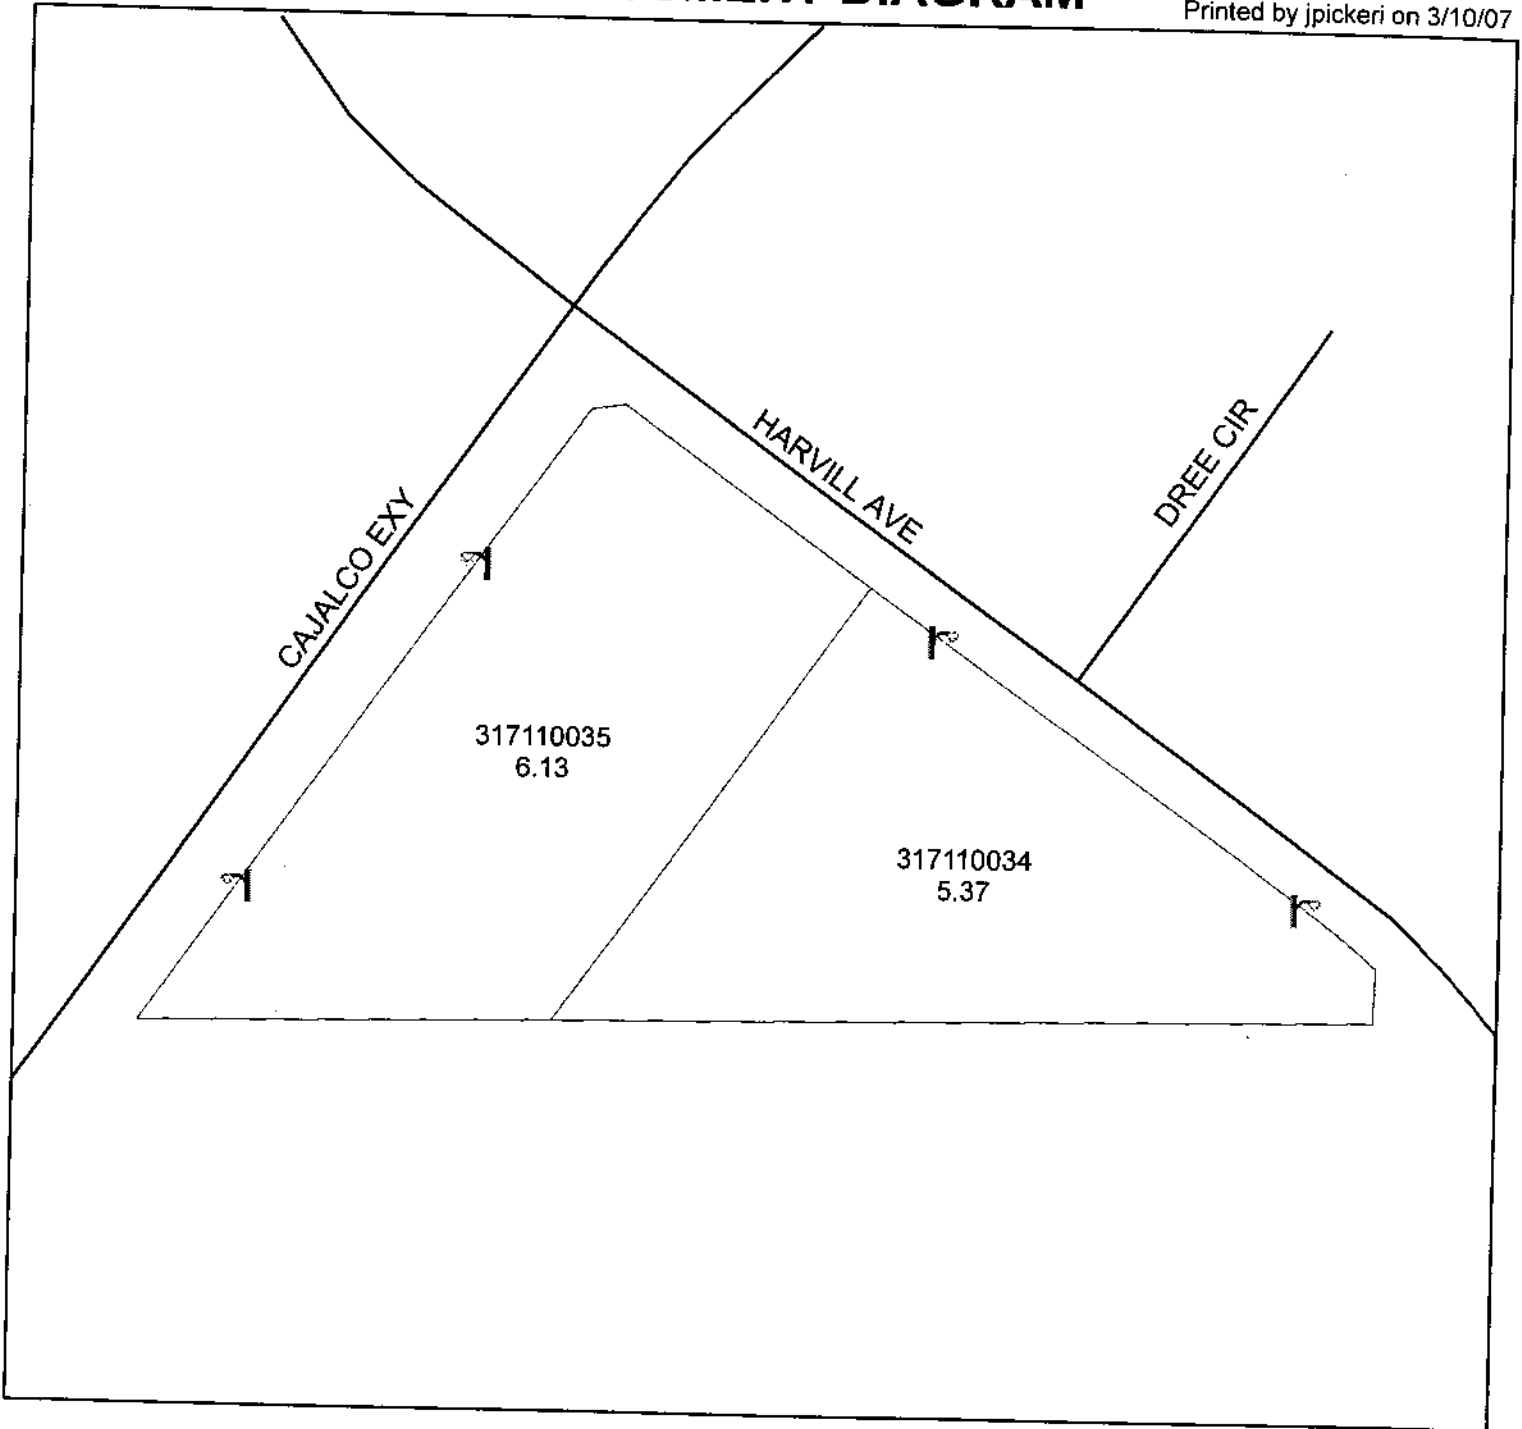 DIAGRAM
Printed by jpickeri on 3/10/07
HARVILL AVE
DREE CIR
CAJALCO EXY
317110035
6.13
317110034
5.37